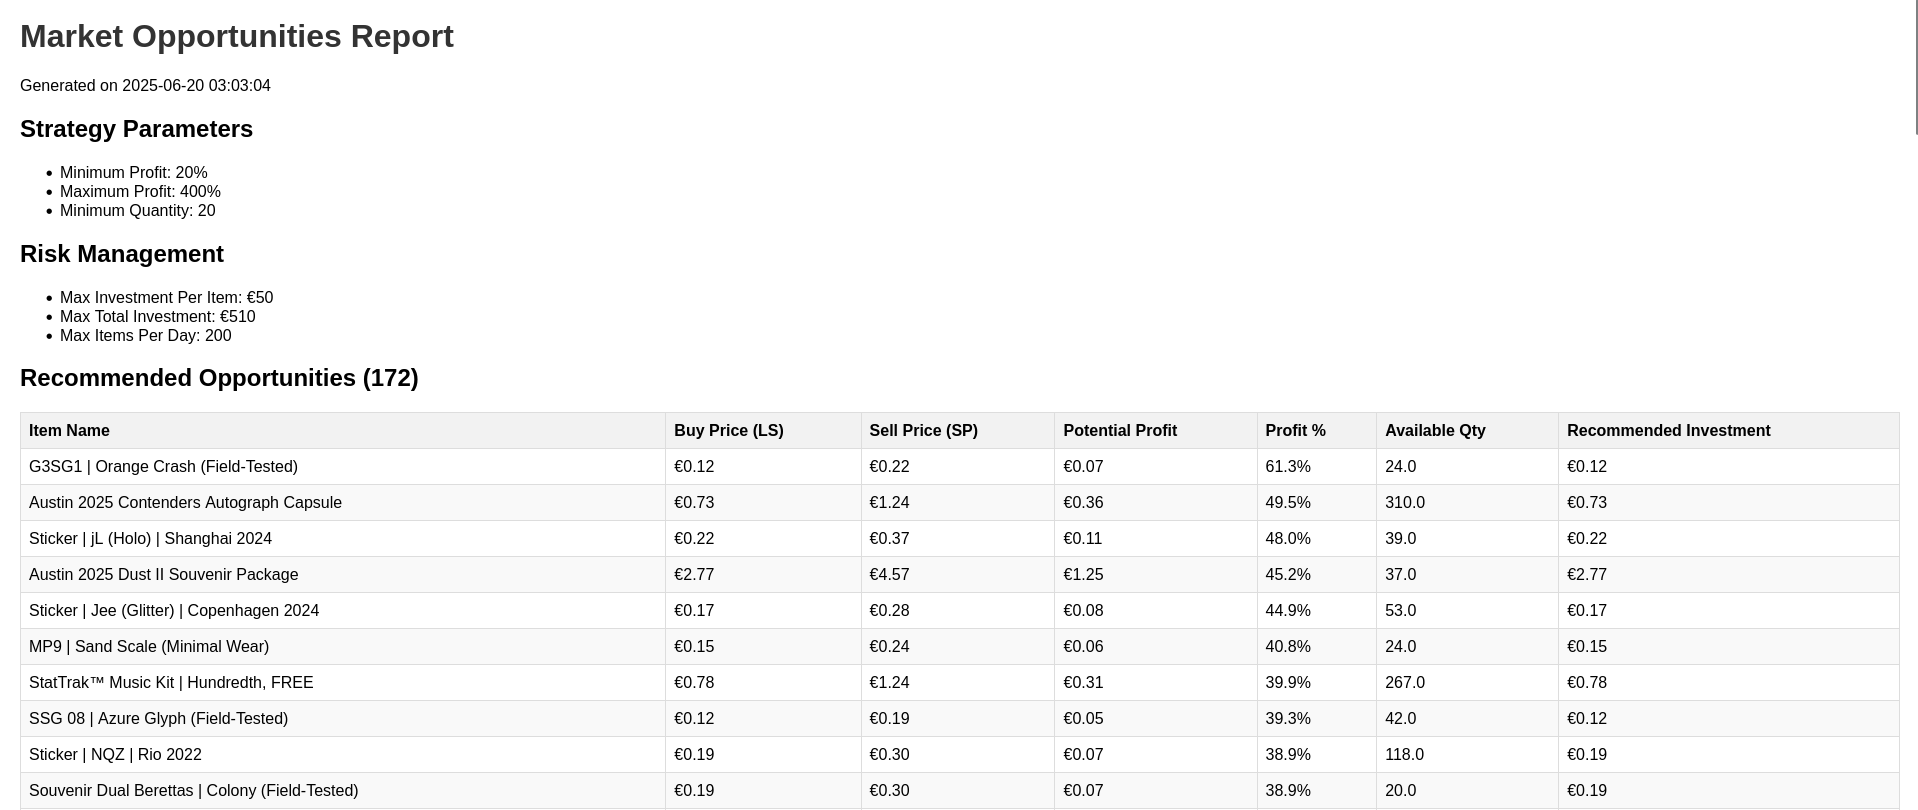 Market Opportunities Report
Generated on 2025-06-20 03:03:04
Strategy Parameters
• Minimum Profit: 20%
• Maximum Profit: 400%
• Minimum Quantity: 20
Risk Management
• Max Investment Per Item: €50
• Max Total Investment: €510
• Max Items Per Day: 200
Recommended Opportunities (172)
Item Name Buy Price (LS) Sell Price (SP) Potential Profit Profit % Available Qty Recommended Investment
G3SG1 | Orange Crash (Field-Tested) €0.12 €0.22 €0.07 61.3% 24.0 €0.12
Austin 2025 Contenders Autograph Capsule €0.73 €1.24 €0.36 49.5% 310.0 €0.73
Sticker | jL (Holo) | Shanghai 2024 €0.22 €0.37 €0.11 48.0% 39.0 €0.22
Austin 2025 Dust II Souvenir Package €2.77 €4.57 €1.25 45.2% 37.0 €2.77
Sticker | Jee (Glitter) | Copenhagen 2024 €0.17 €0.28 €0.08 44.9% 53.0 €0.17
MP9 | Sand Scale (Minimal Wear) €0.15 €0.24 €0.06 40.8% 24.0 €0.15
StatTrak™ Music Kit | Hundredth, FREE €0.78 €1.24 €0.31 39.9% 267.0 €0.78
SSG 08 | Azure Glyph (Field-Tested) €0.12 €0.19 €0.05 39.3% 42.0 €0.12
Sticker | NQZ | Rio 2022 €0.19 €0.30 €0.07 38.9% 118.0 €0.19
Souvenir Dual Berettas | Colony (Field-Tested) €0.19 €0.30 €0.07 38.9% 20.0 €0.19